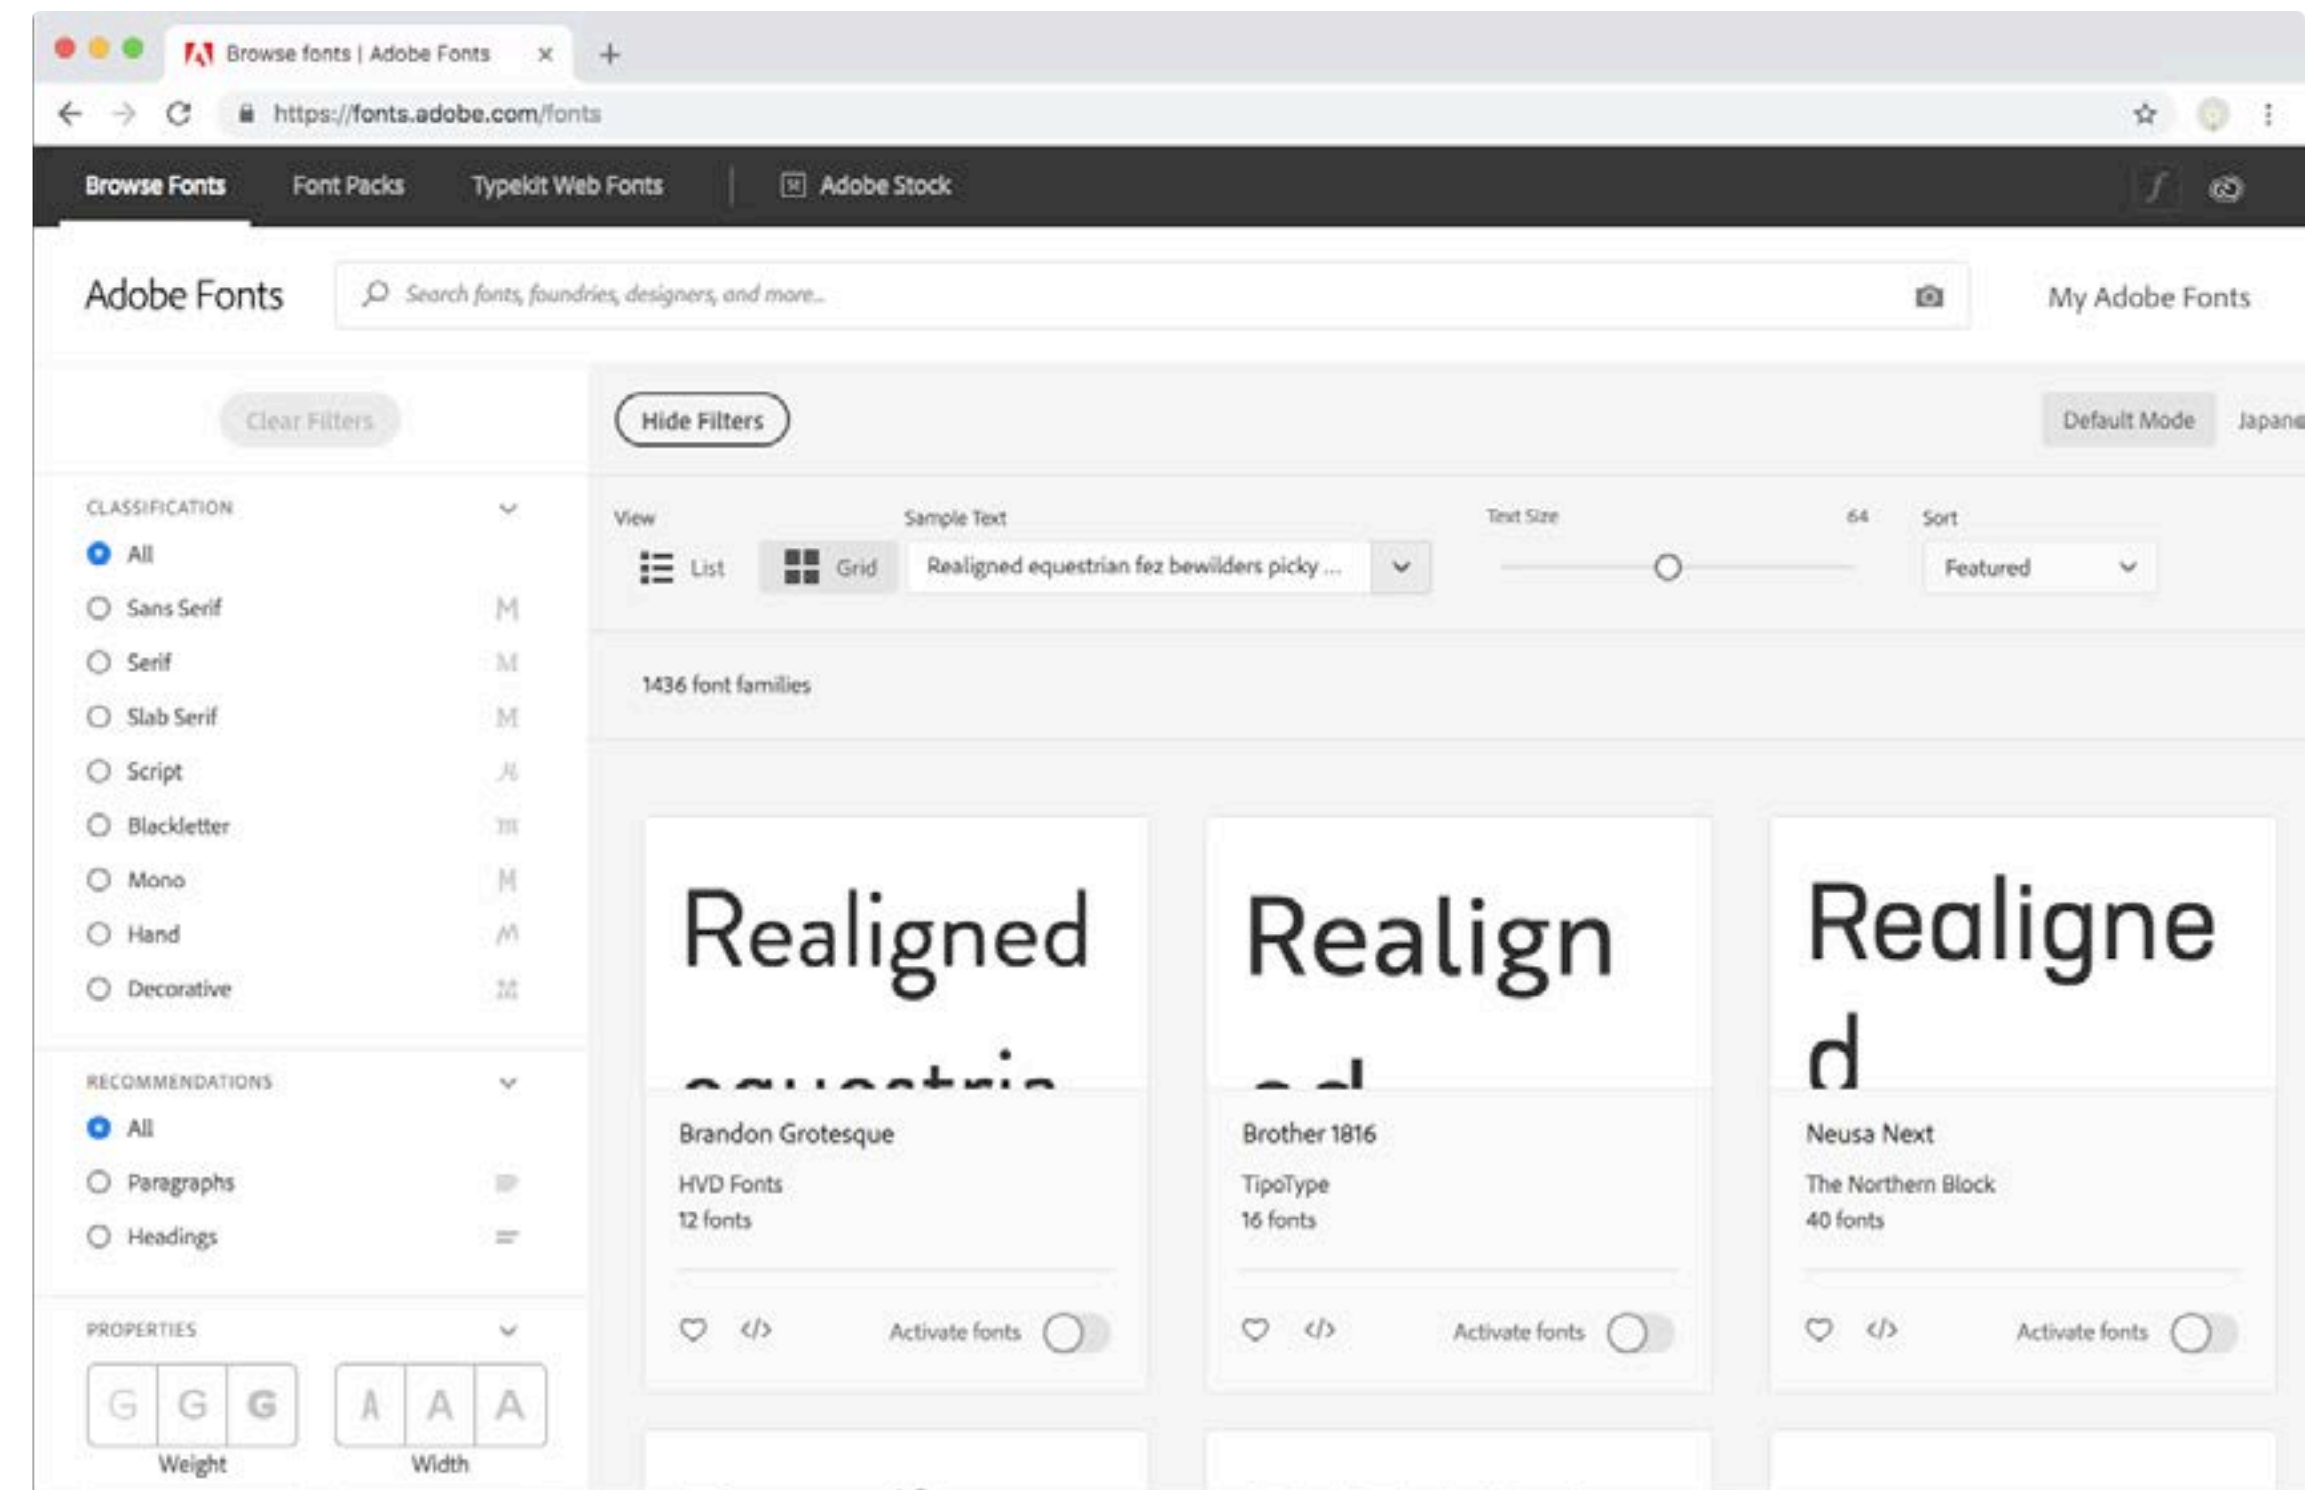 Browse fonts | Adobe Fonts
https://fonts.adobe.com/fonts
Browse Fonts Font Packs Typekit Web Fonts St Adobe Stock
Adobe Fonts Search fonts, foundries, designers, and more... My Adobe Fonts
Clear Filters Hide Filters Default Mode
CLASSIFICATION
All
Sans Serif M
Serif M
Slab Serif M
Script M
Blackletter m
Mono M
Hand M
Decorative M
View Sample Text Text Size 64 Sort
List Grid Realigned equestrian fez bewilders picky ... Featured
1436 font families
RECOMMENDATIONS
All
Paragraphs
Headings
PROPERTIES
G G G A A A
Weight Width
Realigned
equestria
Brandon Grotesque
HVD Fonts
12 fonts
</> Activate fonts
Realign
ed
Brother 1816
TipoType
16 fonts
</> Activate fonts
Realigne
d
Neusa Next
The Northern Block
40 fonts
</> Activate fonts